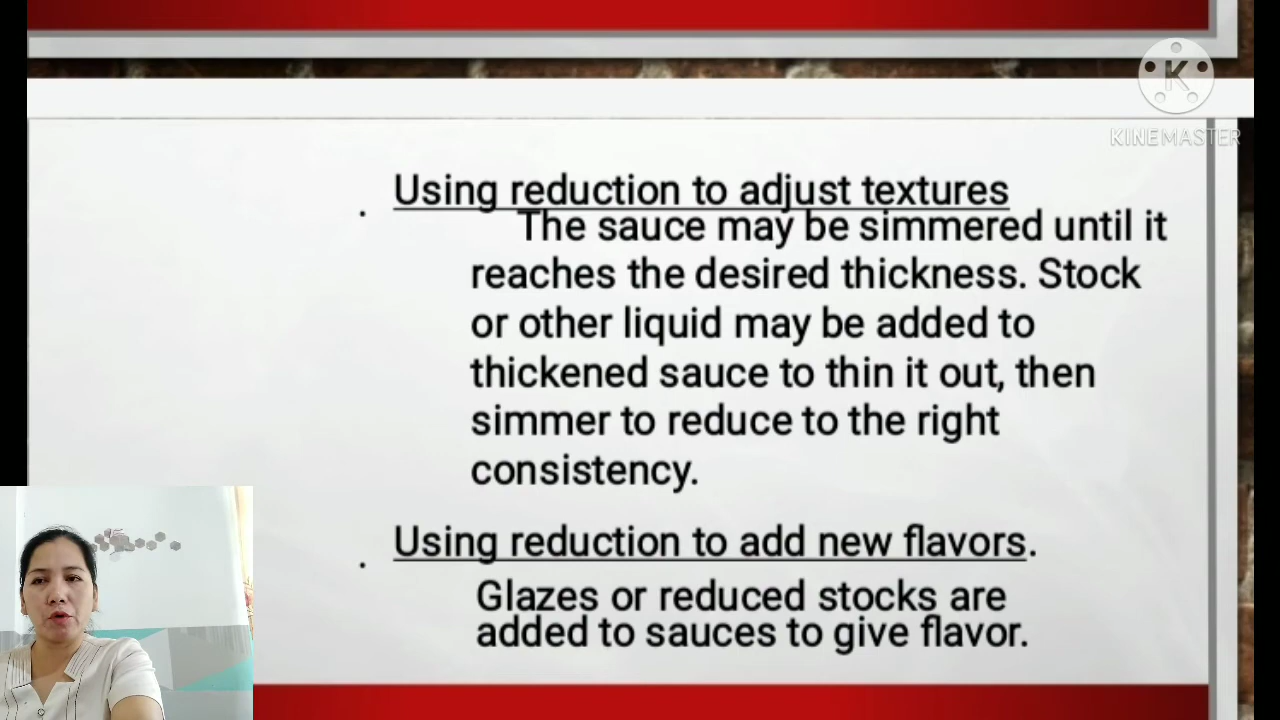 K
KINEMASTER
. Using reduction to adjust textures
The sauce may be simmered until it
reaches the desired thickness. Stock
or other liquid may be added to
thickened sauce to thin it out, then
simmer to reduce to the right
consistency.
. Using reduction to add new flavors.
Glazes or reduced stocks are
added to sauces to give flavor.